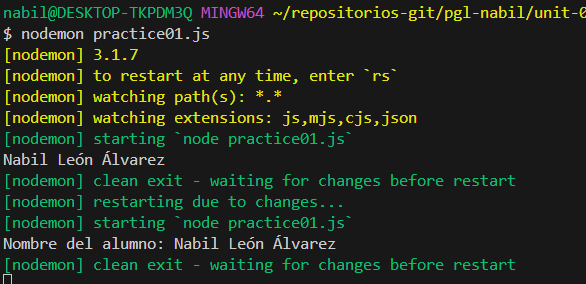 nabil@DESKTOP-TKPDM3Q MINGW64 ~/repositorios-git/pgl-nabil/unit-0
$ nodemon practice01.js
[nodemon] 3.1.7
[nodemon] to restart at any time, enter `rs`
[nodemon] watching path(s): *.*
[nodemon] watching extensions: js,mjs,cjs,json
[nodemon] starting `node practice01.js`
Nabil León Álvarez
[nodemon] clean exit - waiting for changes before restart
[nodemon] restarting due to changes...
[nodemon] starting `node practice01.js`
Nombre del alumno: Nabil León Álvarez
[nodemon] clean exit - waiting for changes before restart